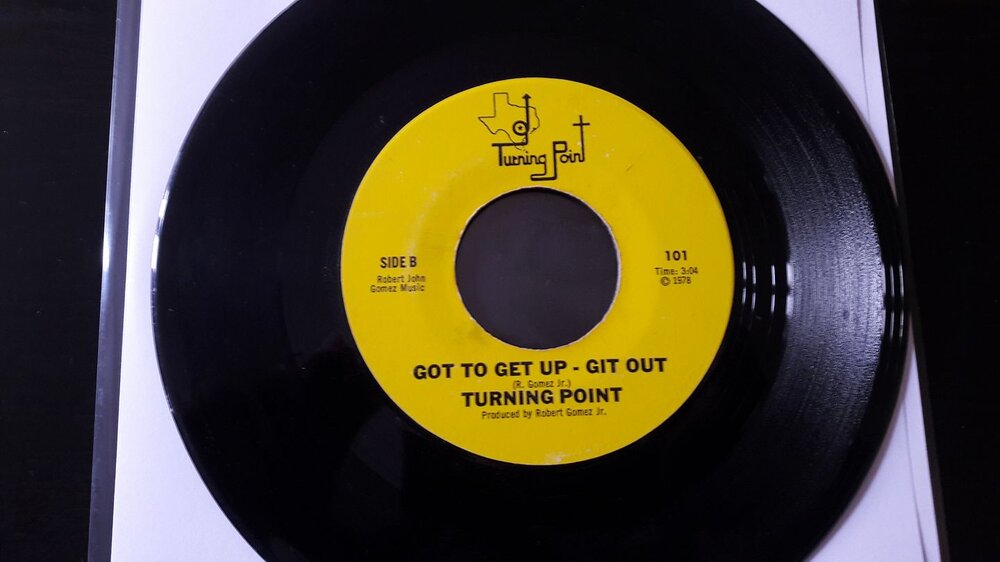 Turning Point
SIDE B
Robert John
Gomez Music
101
Time: 3:04
© 1978
GOT TO GET UP - GIT OUT
(R. Gomez Jr.)
TURNING POINT
Produced by Robert Gomez Jr.